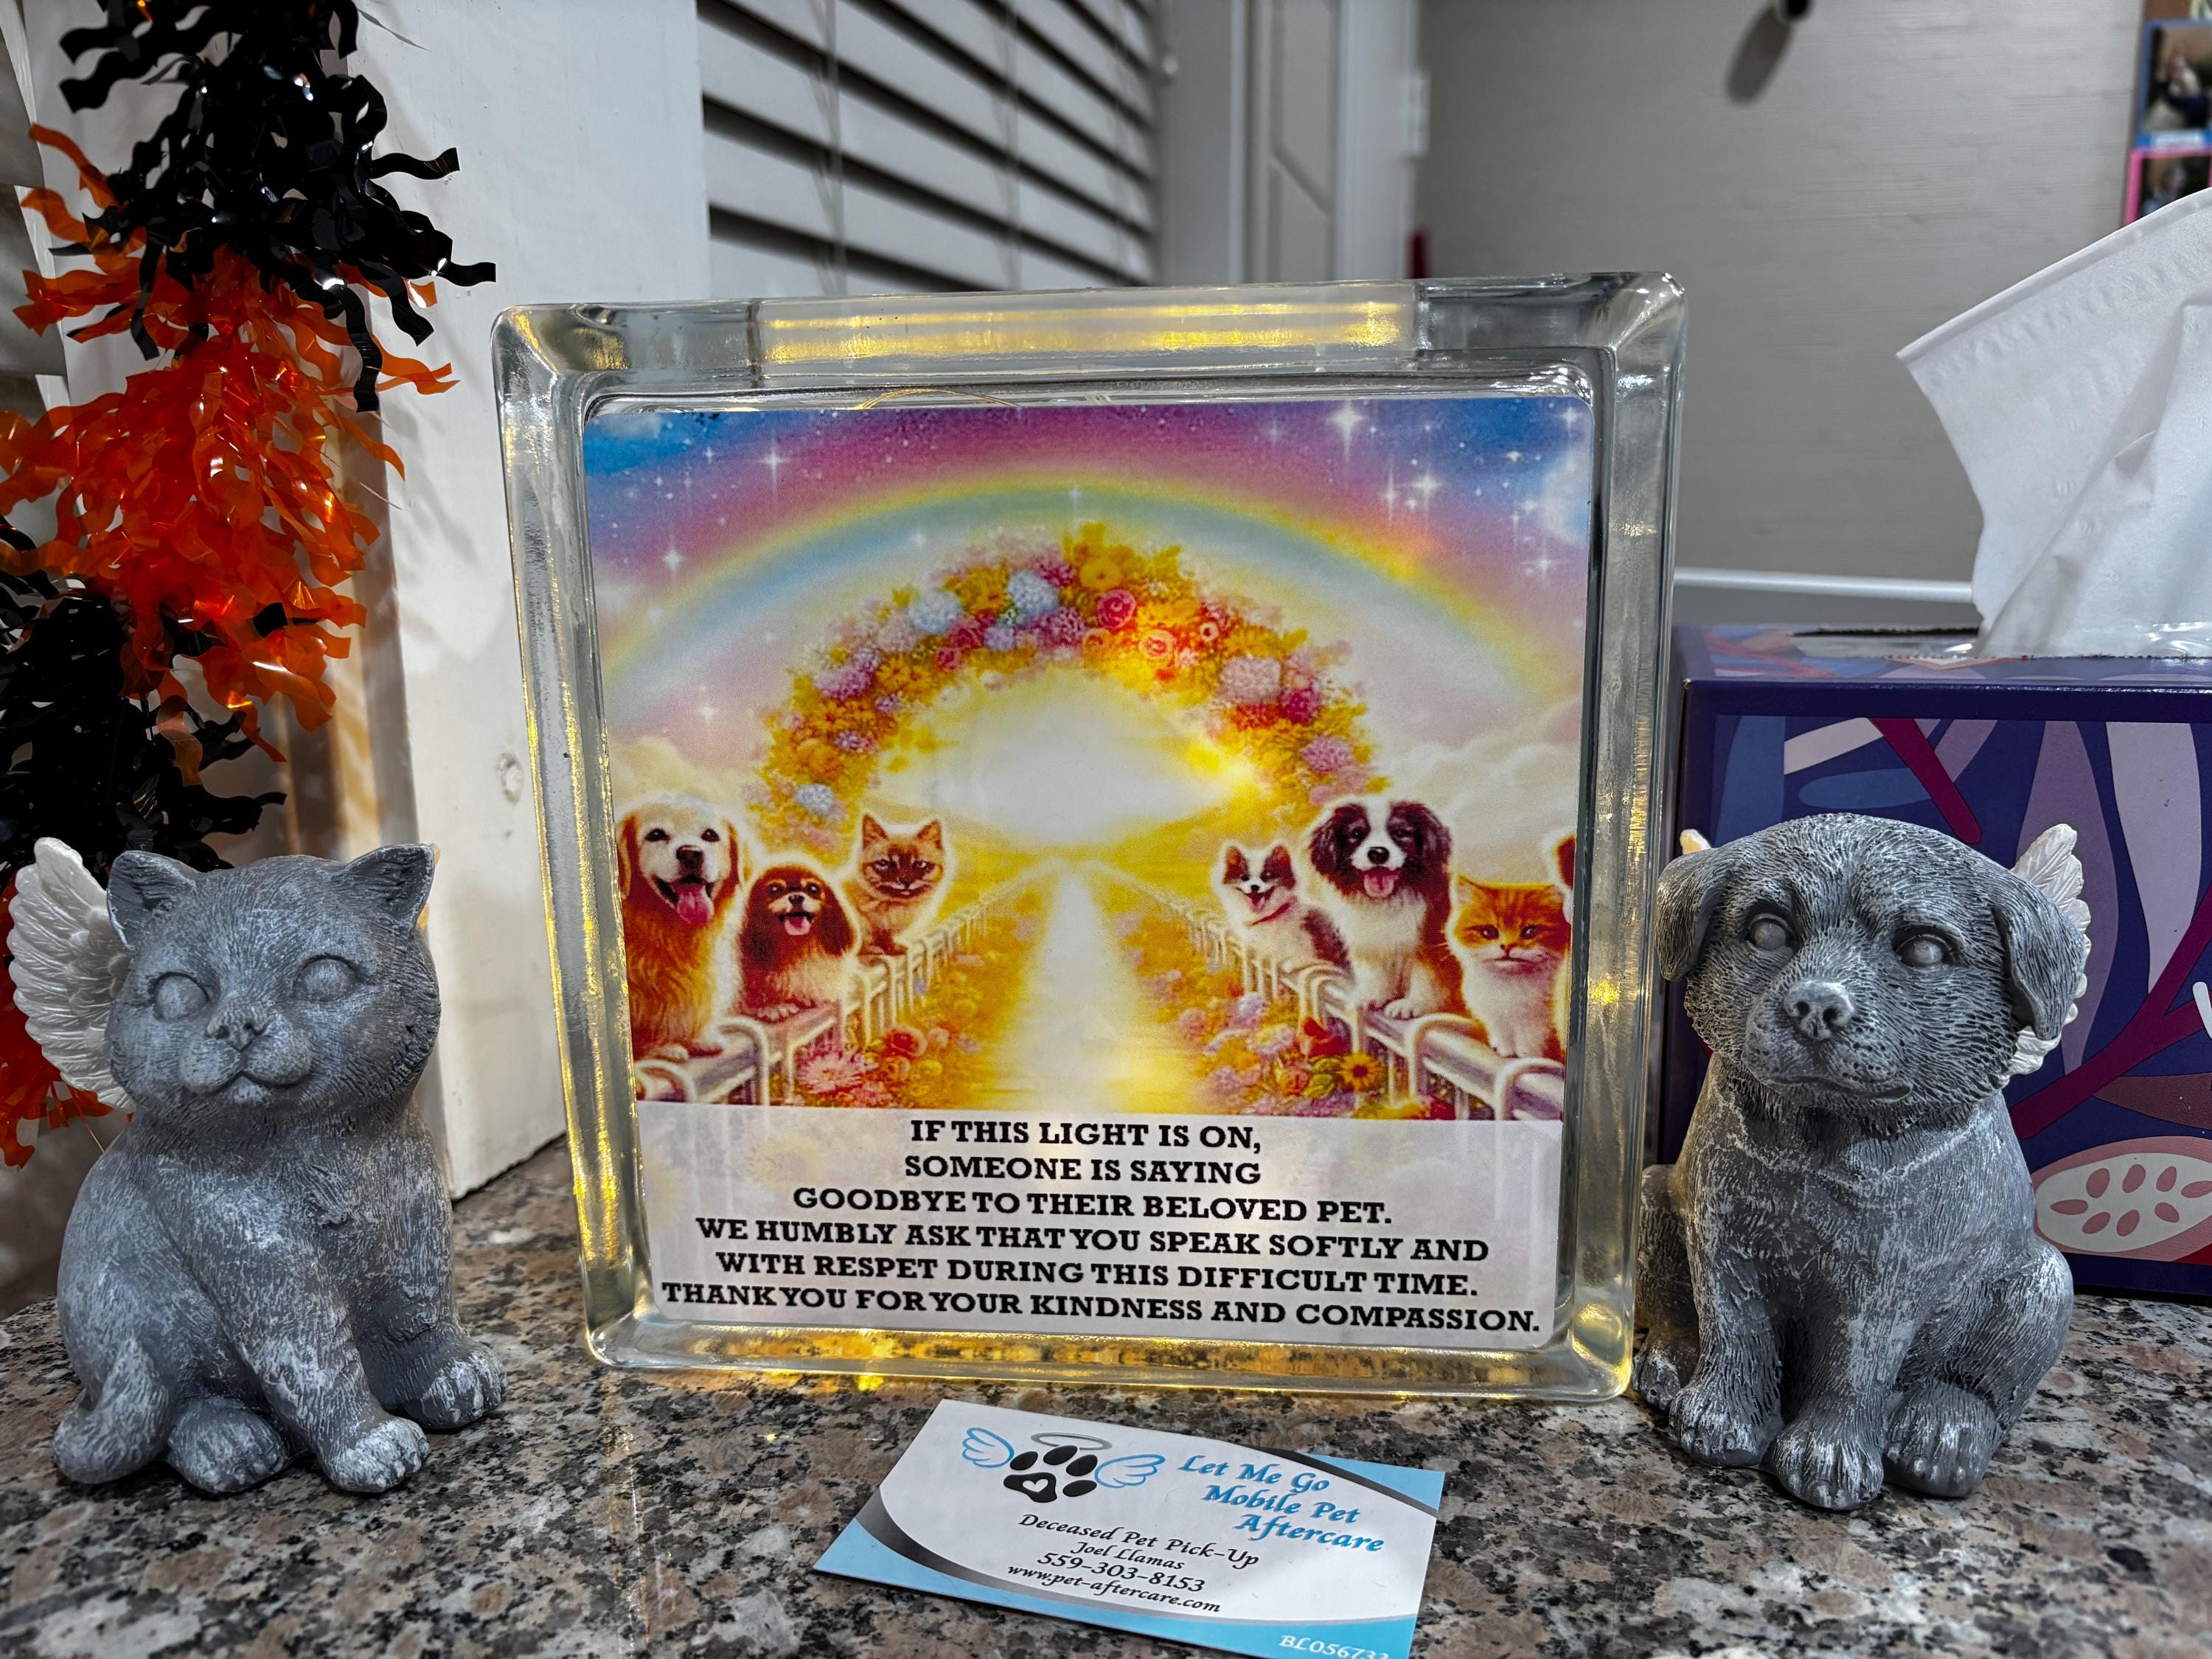 IF THIS LIGHT IS ON,
SOMEONE IS SAYING
GOODBYE TO THEIR BELOVED PET.
WE HUMBLY ASK THAT YOU SPEAK SOFTLY AND
WITH RESPET DURING THIS DIFFICULT TIME.
THANK YOU FOR YOUR KINDNESS AND COMPASSION.
Let Me Go
Mobile Pet
Aftercare
Deceased Pet Pick-Up
Joel Llamas
559-303-8153
www.pet-aftercare.com
BL056733